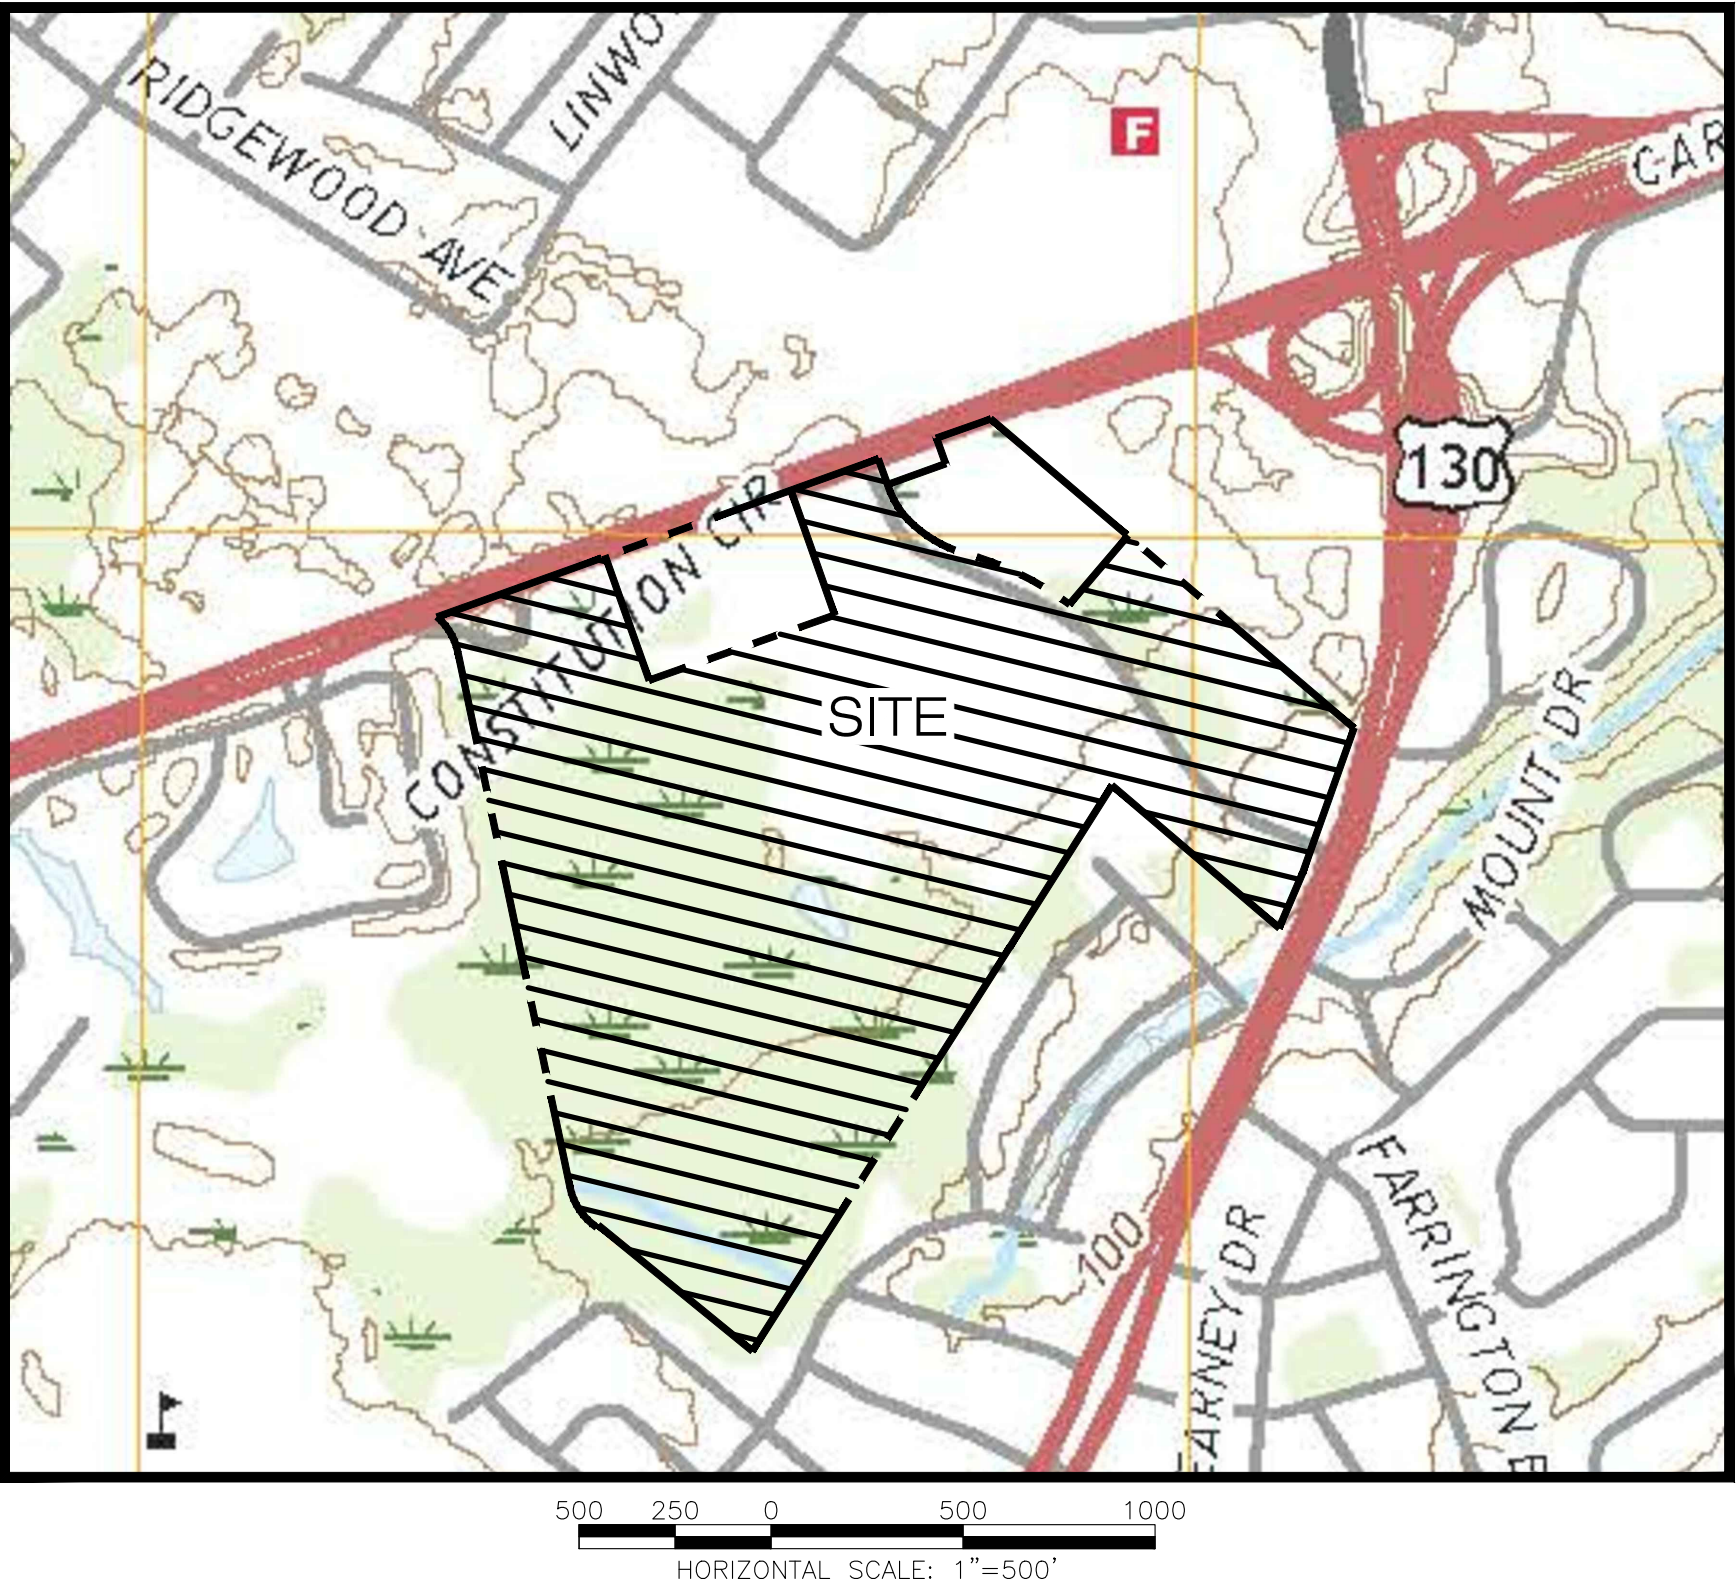 RIDGEWOOD AVE
LINWO
F
CAR
130
CONSTITUTION CIR
SITE
MOUNT DR
100
FARNEY DR
FARRINGTON B
500 250 0 500 1000
HORIZONTAL SCALE: 1"=500'